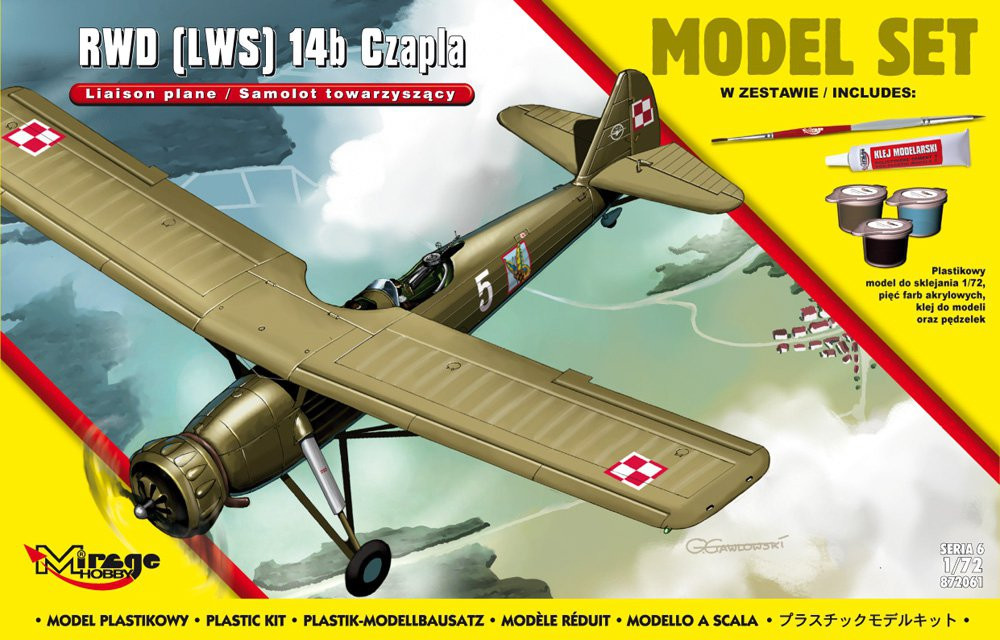 RWD (LWS) 14b Czapla
Liaison plane / Samolot towarzyszący
MODEL SET
W ZESTAWIE / INCLUDES:
KLEJ MODELARSKI
Plastikowy
model do sklejania 1/72,
pięć farb akrylowych,
klej do modeli
oraz pędzelek
5
G.GAWLOWSKI
Mirage
HOBBY
SERIA 6
1/72
872061
• MODEL PLASTIKOWY • PLASTIC KIT • PLASTIK-MODELLBAUSATZ • MODÈLE RÉDUIT • MODELLO A SCALA • プラスチックモデルキット •